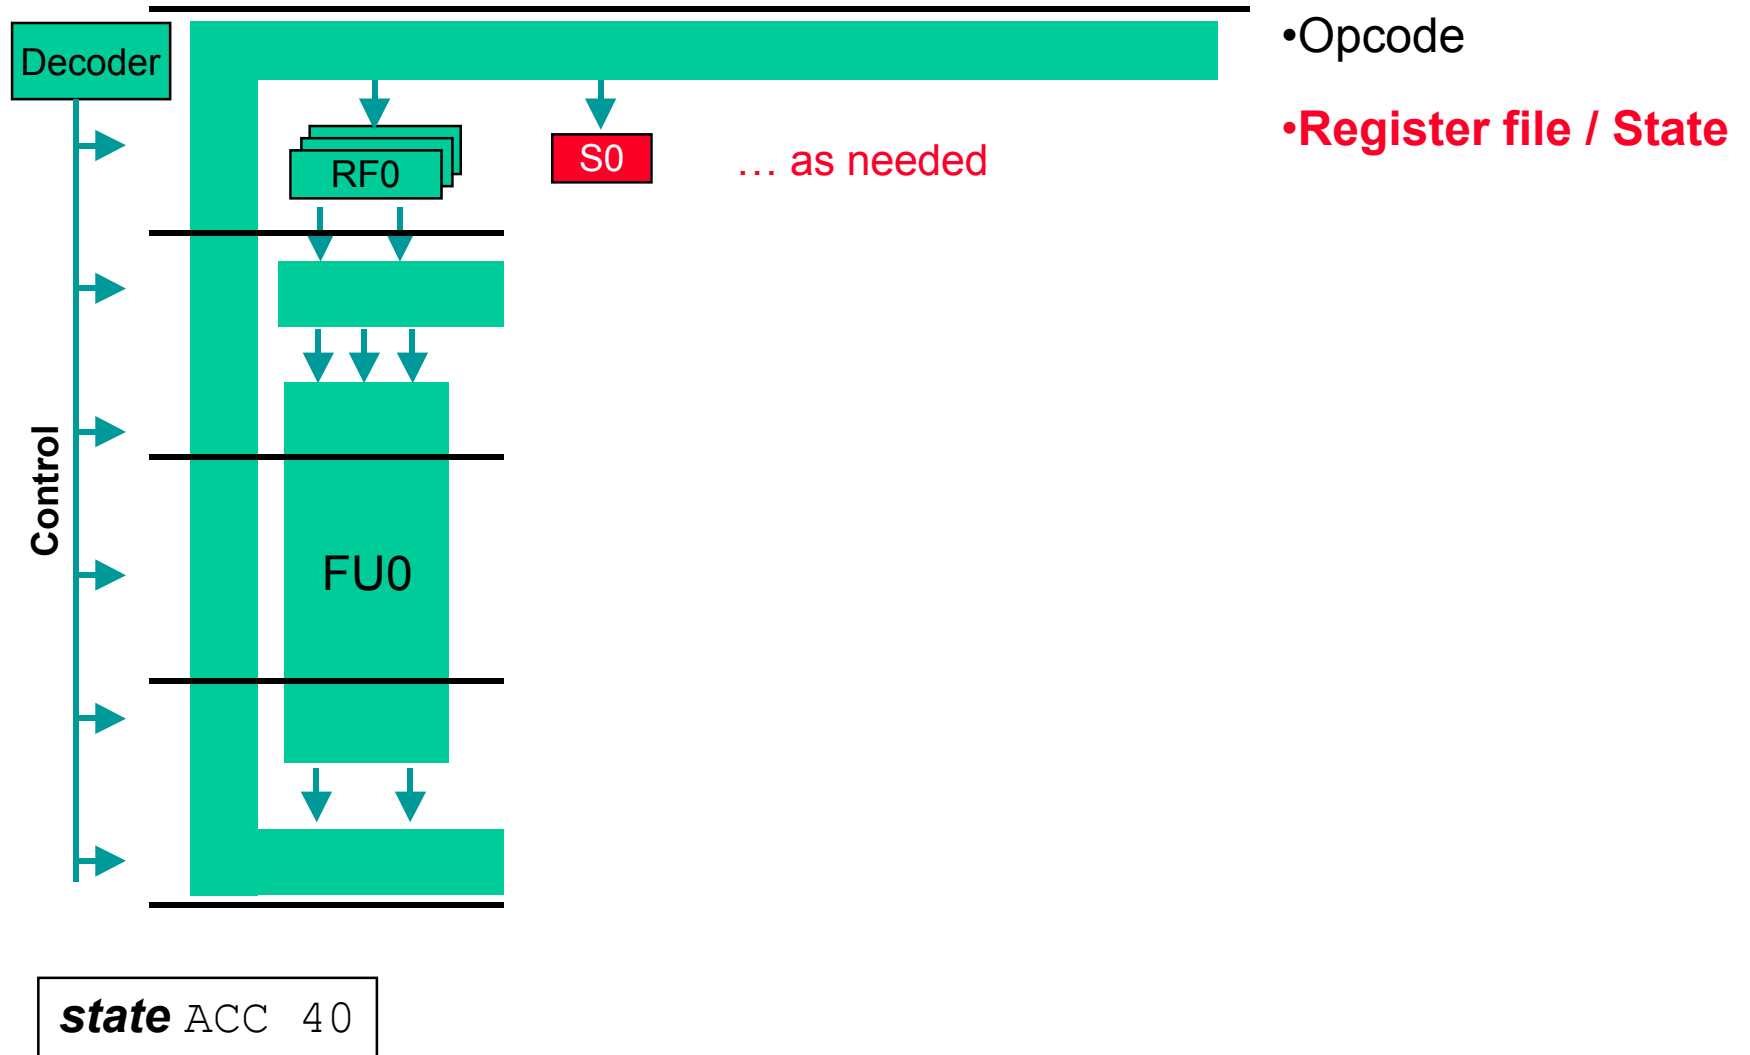 Decoder
•Opcode
•Register file / State
RF0
S0
… as needed
Control
FU0
state ACC 40